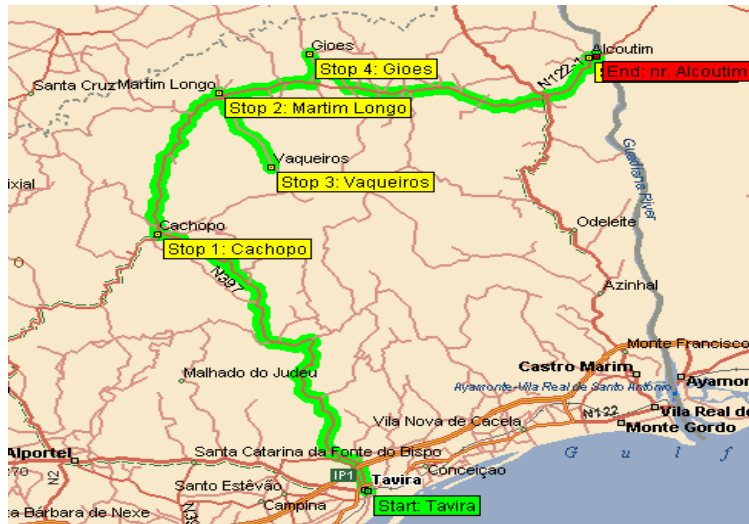 Gioes
Alcoutim
Stop 4: Gioes
N122-1
End: nr. Alcoutim
Santa Cruz
Martim Longo
Stop 2: Martim Longo
Vaqueiros
Stop 3: Vaqueiros
Guadiana River
ixial
Odeleite
Cachopo
Stop 1: Cachopo
N397
Azinhal
Monte Francisco
Castro Marim
Malhado do Judeu
Ayamonte-Vila Real de Santo António
Ayamon
Vila Real de
N122
Vila Nova de Cacela
Monte Gordo
Alportel
Santa Catarina da Fonte do Bispo
G u l f
270
N2
IP1
Tavira
Conceição
Santo Estêvão
Start: Tavira
Campina
ta Bárbara de Nexe